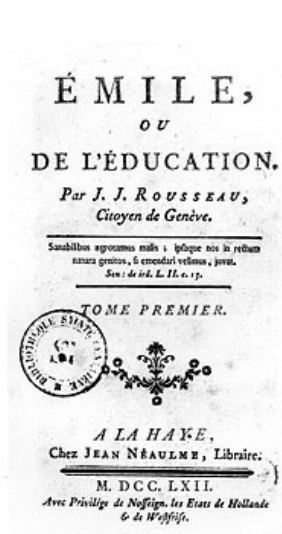 ÉMILE,
OU
DE L'ÉDUCATION.
Par J. J. ROUSSEAU,
Citoyen de Genève.
Sanabilibus ægrotamus malis ; ipsaque nos in rectum
natura genitos, si emendari velimus, juvat.
Sen : de irâ. L. II. c. 13.
TOME PREMIER.
A LA HAYE,
Chez JEAN NÉAULME, Libraire.
M. DCC. LXII.
Avec Privilége de Nosseign. les Etats de Hollande
& de Westfrise.